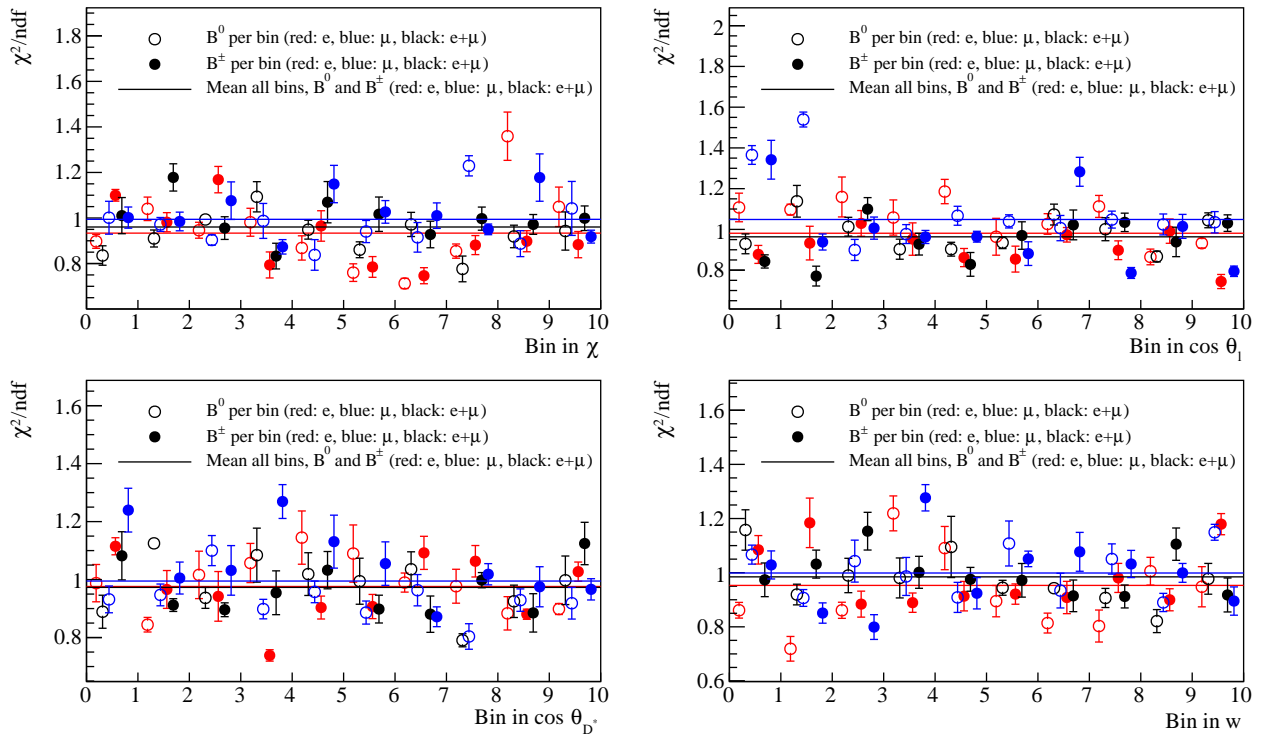 χ²/ndf
1.8
1.6
1.4
1.2
1
0.8
B⁰ per bin (red: e, blue: μ, black: e+μ)
B± per bin (red: e, blue: μ, black: e+μ)
Mean all bins, B⁰ and B± (red: e, blue: μ, black: e+μ)
0 1 2 3 4 5 6 7 8 9 10
Bin in χ
χ²/ndf
2
1.8
1.6
1.4
1.2
1
0.8
B⁰ per bin (red: e, blue: μ, black: e+μ)
B± per bin (red: e, blue: μ, black: e+μ)
Mean all bins, B⁰ and B± (red: e, blue: μ, black: e+μ)
0 1 2 3 4 5 6 7 8 9 10
Bin in cos θ₁
χ²/ndf
1.6
1.4
1.2
1
0.8
B⁰ per bin (red: e, blue: μ, black: e+μ)
B± per bin (red: e, blue: μ, black: e+μ)
Mean all bins, B⁰ and B± (red: e, blue: μ, black: e+μ)
0 1 2 3 4 5 6 7 8 9 10
Bin in cos θ_D*
χ²/ndf
1.6
1.4
1.2
1
0.8
0.6
B⁰ per bin (red: e, blue: μ, black: e+μ)
B± per bin (red: e, blue: μ, black: e+μ)
Mean all bins, B⁰ and B± (red: e, blue: μ, black: e+μ)
0 1 2 3 4 5 6 7 8 9 10
Bin in w